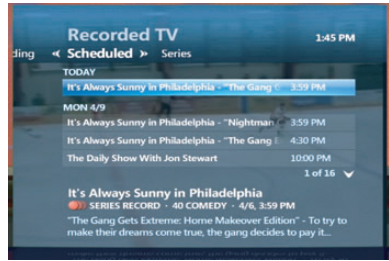 Recorded TV
1:45 PM
ding « Scheduled » Series
TODAY
It's Always Sunny in Philadelphia - "The Gang 3:59 PM
MON 4/9
It's Always Sunny in Philadelphia - "Nightman 3:59 PM
It's Always Sunny in Philadelphia - "The Gang E 4:30 PM
The Daily Show With Jon Stewart 10:00 PM
1 of 16
It's Always Sunny in Philadelphia
SERIES RECORD · 40 COMEDY · 4/6, 3:59 PM
"The Gang Gets Extreme: Home Makeover Edition" - To try to
make their dreams come true, the gang decides to pay it...